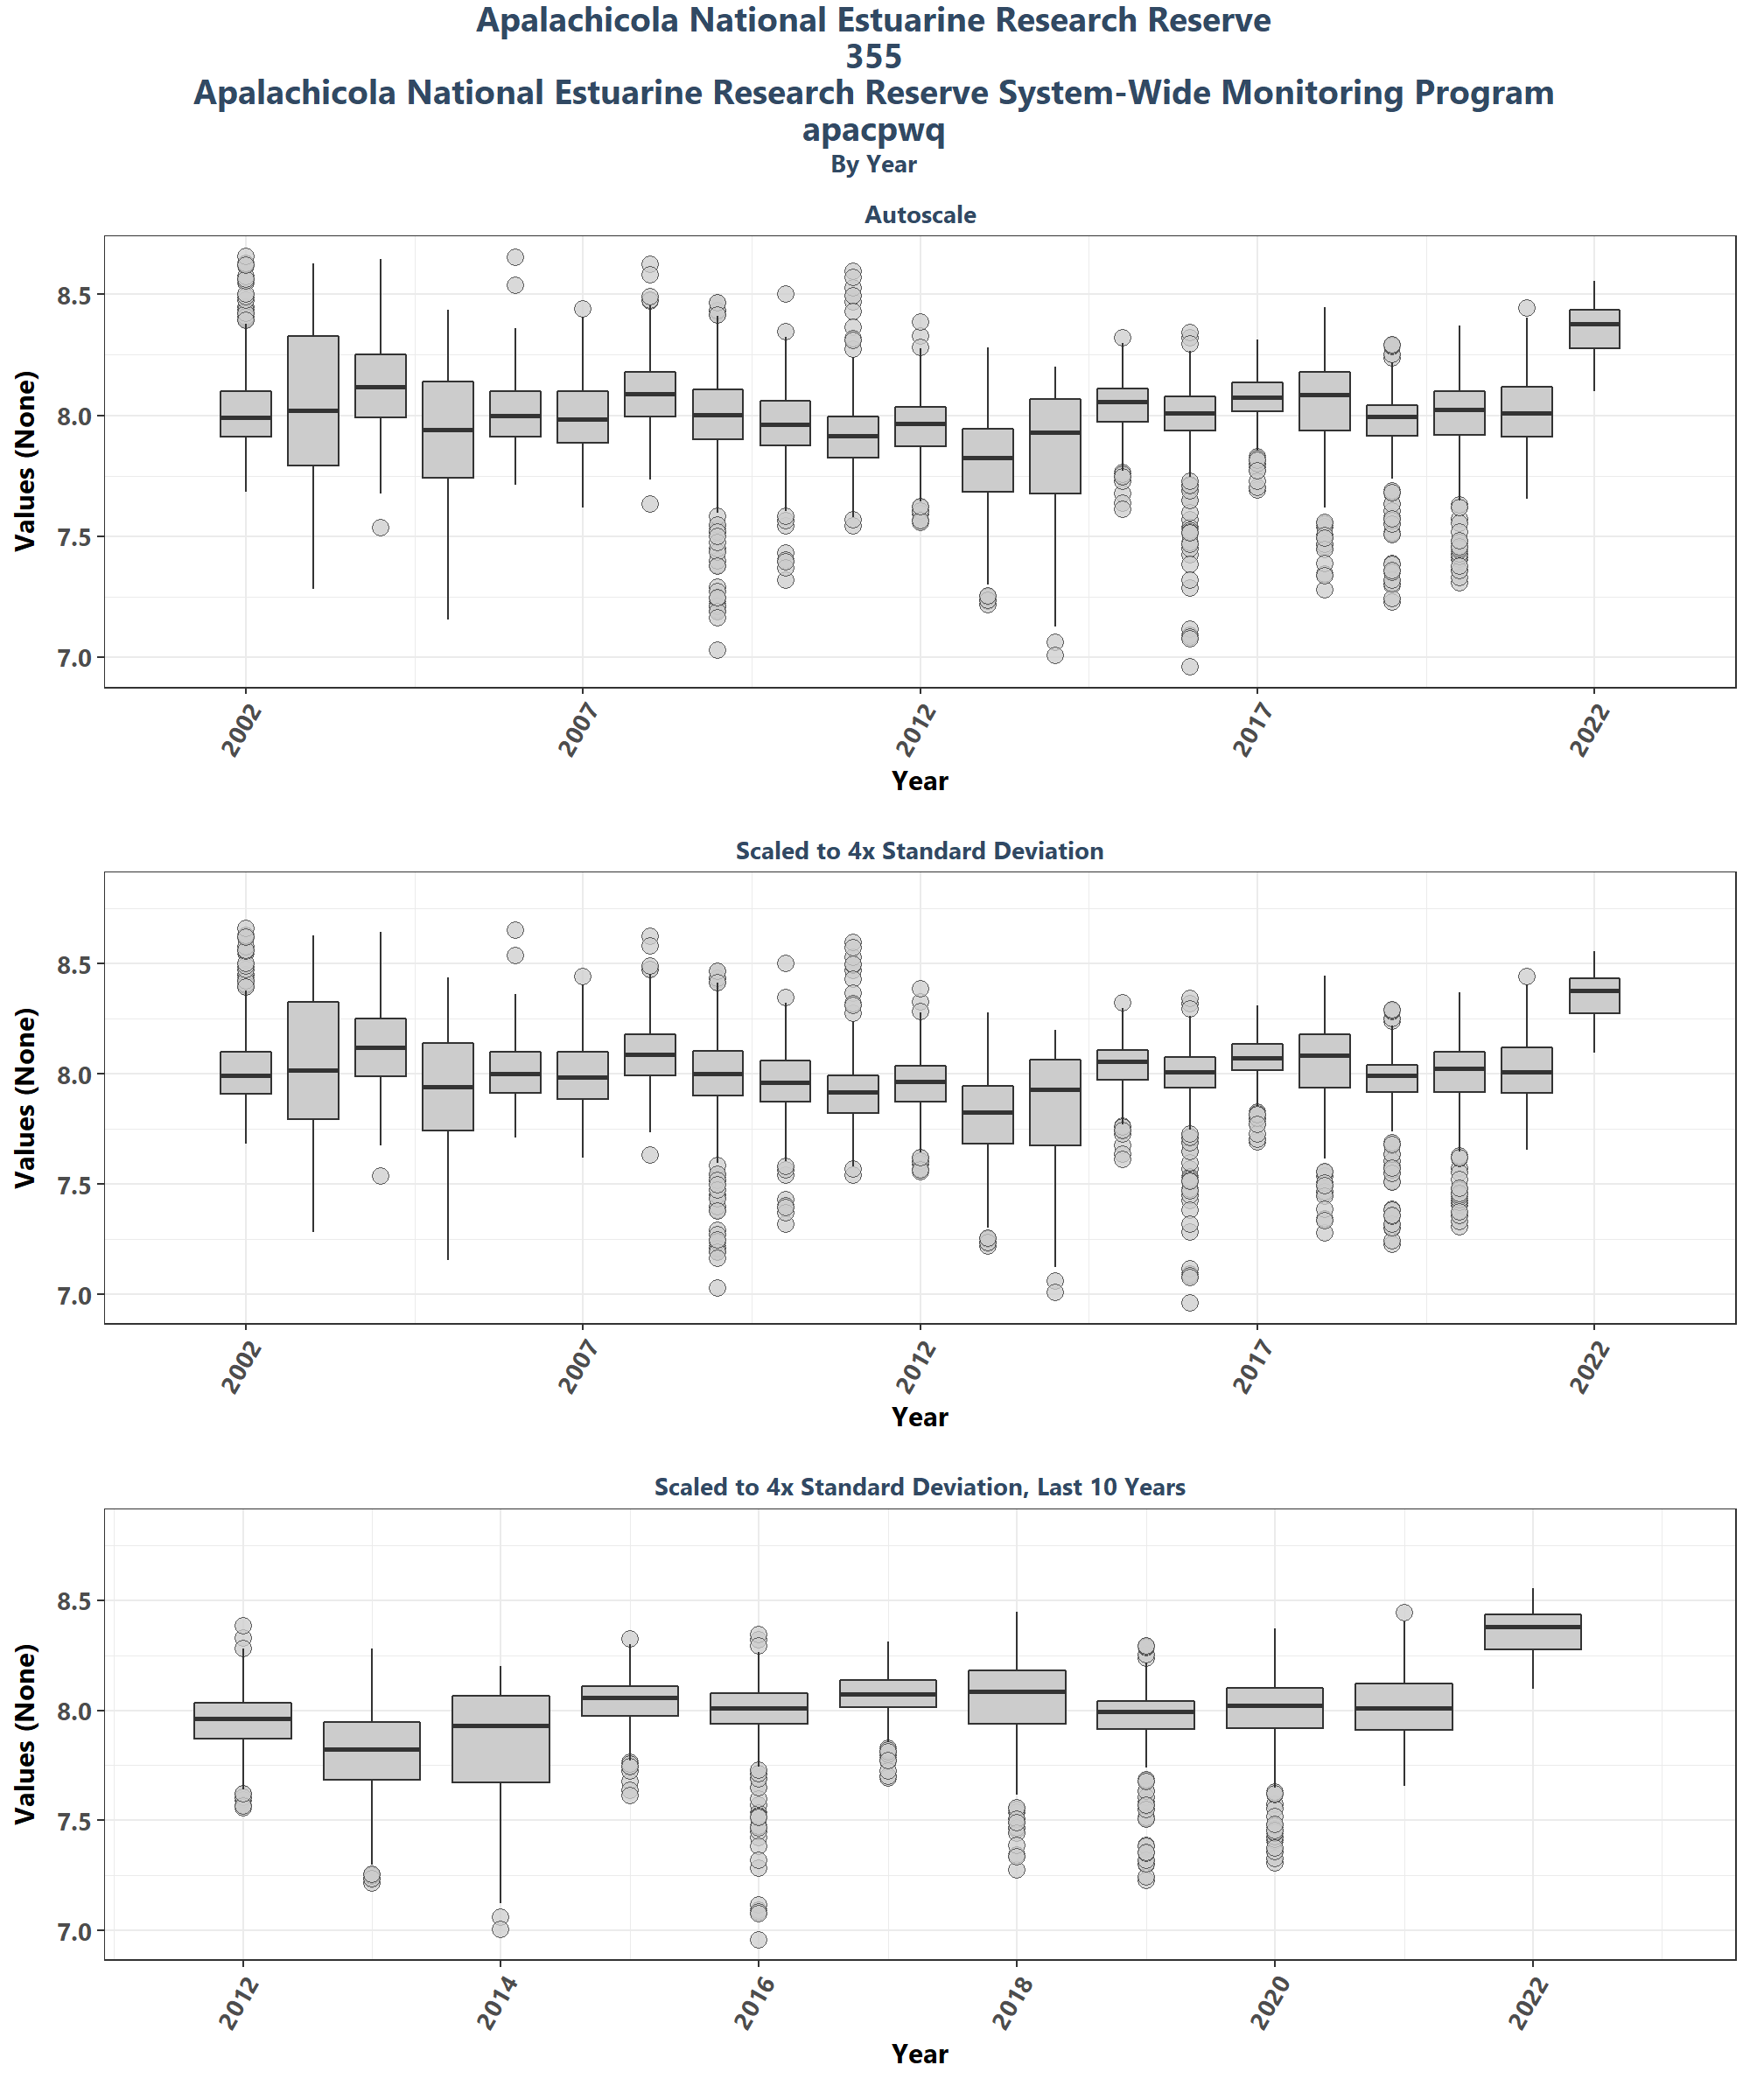 Apalachicola National Estuarine Research Reserve
355
Apalachicola National Estuarine Research Reserve System-Wide Monitoring Program
apacpwq
By Year
Autoscale
Values (None)
8.5
8.0
7.5
7.0
2002
2007
2012
2017
2022
Year
Scaled to 4x Standard Deviation
Values (None)
8.5
8.0
7.5
7.0
2002
2007
2012
2017
2022
Year
Scaled to 4x Standard Deviation, Last 10 Years
Values (None)
8.5
8.0
7.5
7.0
2012
2014
2016
2018
2020
2022
Year